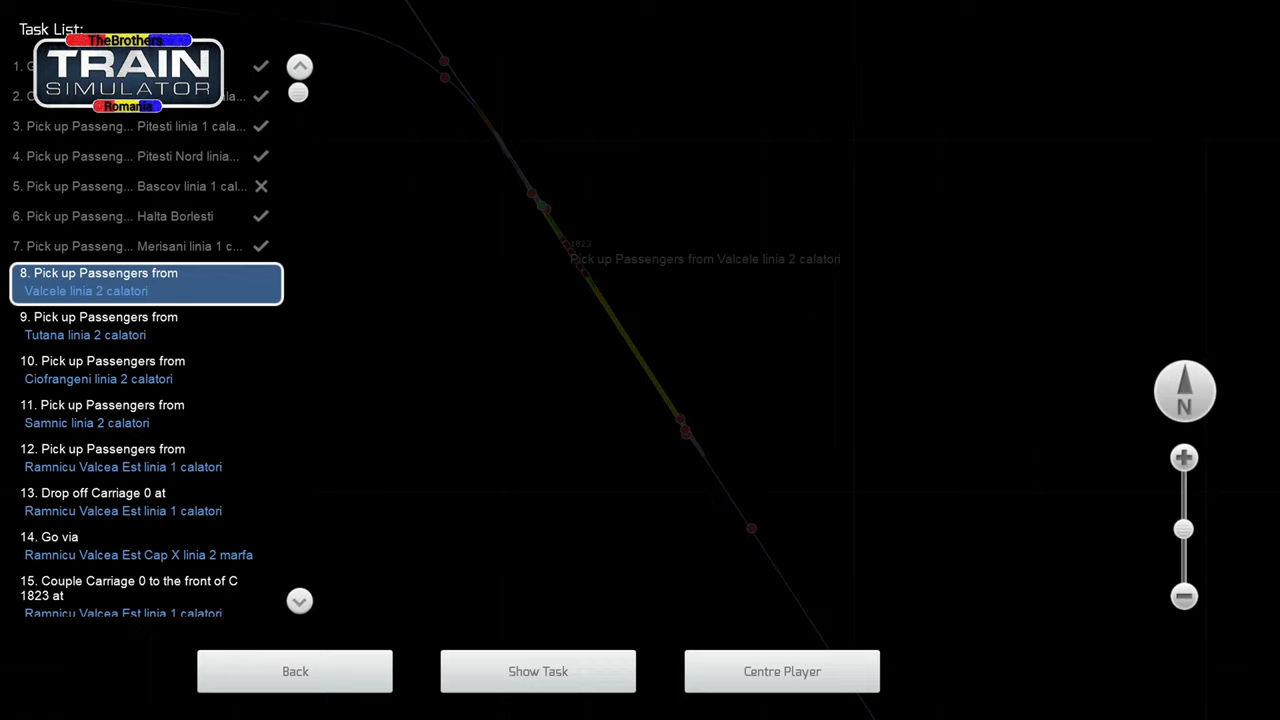 Task List:
TheBrothers
TRAIN
SIMULATOR
Romania
1. G
2. G la...
3. Pick up Passeng... Pitesti linia 1 cala...
4. Pick up Passeng... Pitesti Nord linia...
5. Pick up Passeng... Bascov linia 1 cal...
6. Pick up Passeng... Halta Borlesti
7. Pick up Passeng... Merisani linia 1 c...
8. Pick up Passengers from
Valcele linia 2 calatori
9. Pick up Passengers from
Tutana linia 2 calatori
10. Pick up Passengers from
Ciofrangeni linia 2 calatori
11. Pick up Passengers from
Samnic linia 2 calatori
12. Pick up Passengers from
Ramnicu Valcea Est linia 1 calatori
13. Drop off Carriage 0 at
Ramnicu Valcea Est linia 1 calatori
14. Go via
Ramnicu Valcea Est Cap X linia 2 marfa
15. Couple Carriage 0 to the front of C
1823 at
Ramnicu Valcea Est linia 1 calatori
1823
Pick up Passengers from Valcele linia 2 calatori
N
Back
Show Task
Centre Player